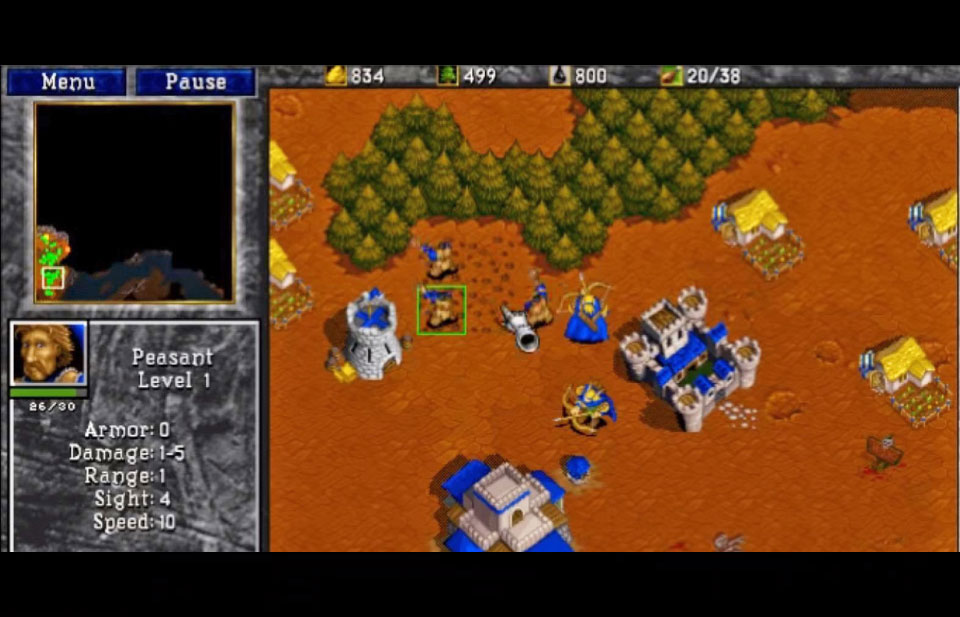 Menu
Pause
834
499
800
20/38
Peasant
Level 1
26/30
Armor: 0
Damage: 1-5
Range: 1
Sight: 4
Speed: 10